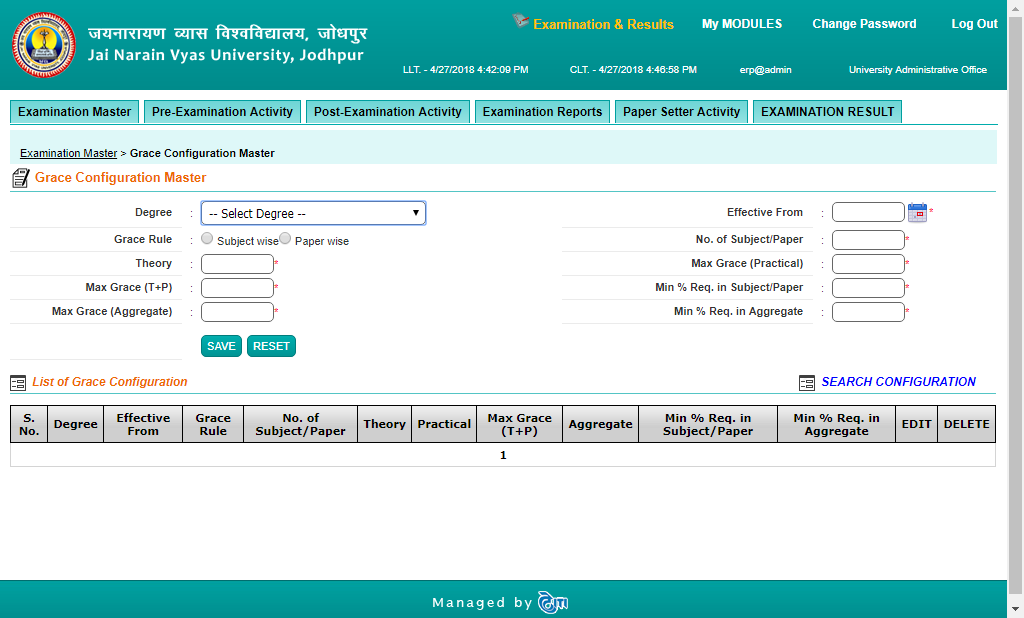 जयनारायण व्यास विश्वविद्यालय, जोधपुर
Jai Narain Vyas University, Jodhpur
Examination & Results
My MODULES
Change Password
Log Out
LLT. - 4/27/2018 4:42:09 PM
CLT. - 4/27/2018 4:46:58 PM
erp@admin
University Administrative Office
Examination Master
Pre-Examination Activity
Post-Examination Activity
Examination Reports
Paper Setter Activity
EXAMINATION RESULT
Examination Master > Grace Configuration Master
Grace Configuration Master
Degree : -- Select Degree --
Effective From : *
Grace Rule : Subject wise Paper wise
No. of Subject/Paper : *
Theory : *
Max Grace (Practical) : *
Max Grace (T+P) : *
Min % Req. in Subject/Paper : *
Max Grace (Aggregate) : *
Min % Req. in Aggregate : *
SAVE RESET
List of Grace Configuration
SEARCH CONFIGURATION
S. No.
Degree
Effective From
Grace Rule
No. of Subject/Paper
Theory
Practical
Max Grace (T+P)
Aggregate
Min % Req. in Subject/Paper
Min % Req. in Aggregate
EDIT
DELETE
1
Managed by